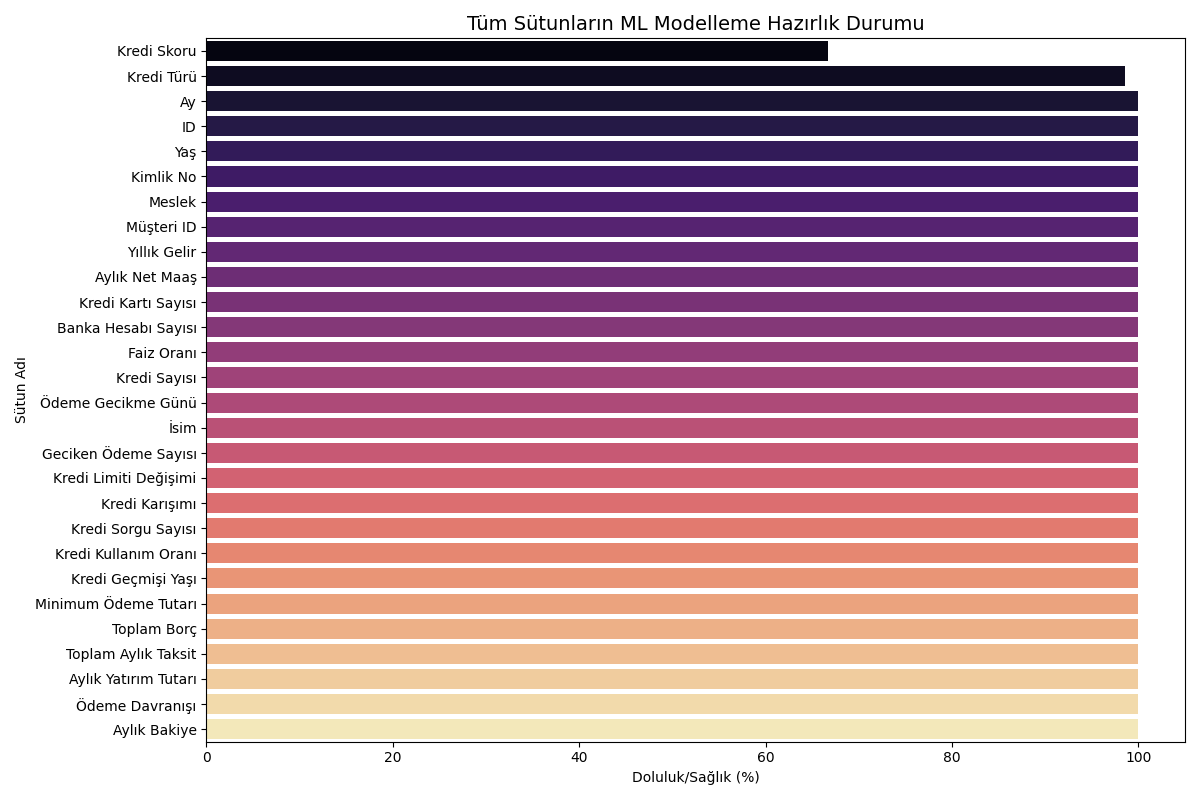 Tüm Sütunların ML Modelleme Hazırlık Durumu
Kredi Skoru
Kredi Türü
Ay
ID
Yaş
Kimlik No
Meslek
Müşteri ID
Yıllık Gelir
Aylık Net Maaş
Kredi Kartı Sayısı
Banka Hesabı Sayısı
Faiz Oranı
Kredi Sayısı
Ödeme Gecikme Günü
İsim
Geciken Ödeme Sayısı
Kredi Limiti Değişimi
Kredi Karışımı
Kredi Sorgu Sayısı
Kredi Kullanım Oranı
Kredi Geçmişi Yaşı
Minimum Ödeme Tutarı
Toplam Borç
Toplam Aylık Taksit
Aylık Yatırım Tutarı
Ödeme Davranışı
Aylık Bakiye
Sütun Adı
0 20 40 60 80 100
Doluluk/Sağlık (%)